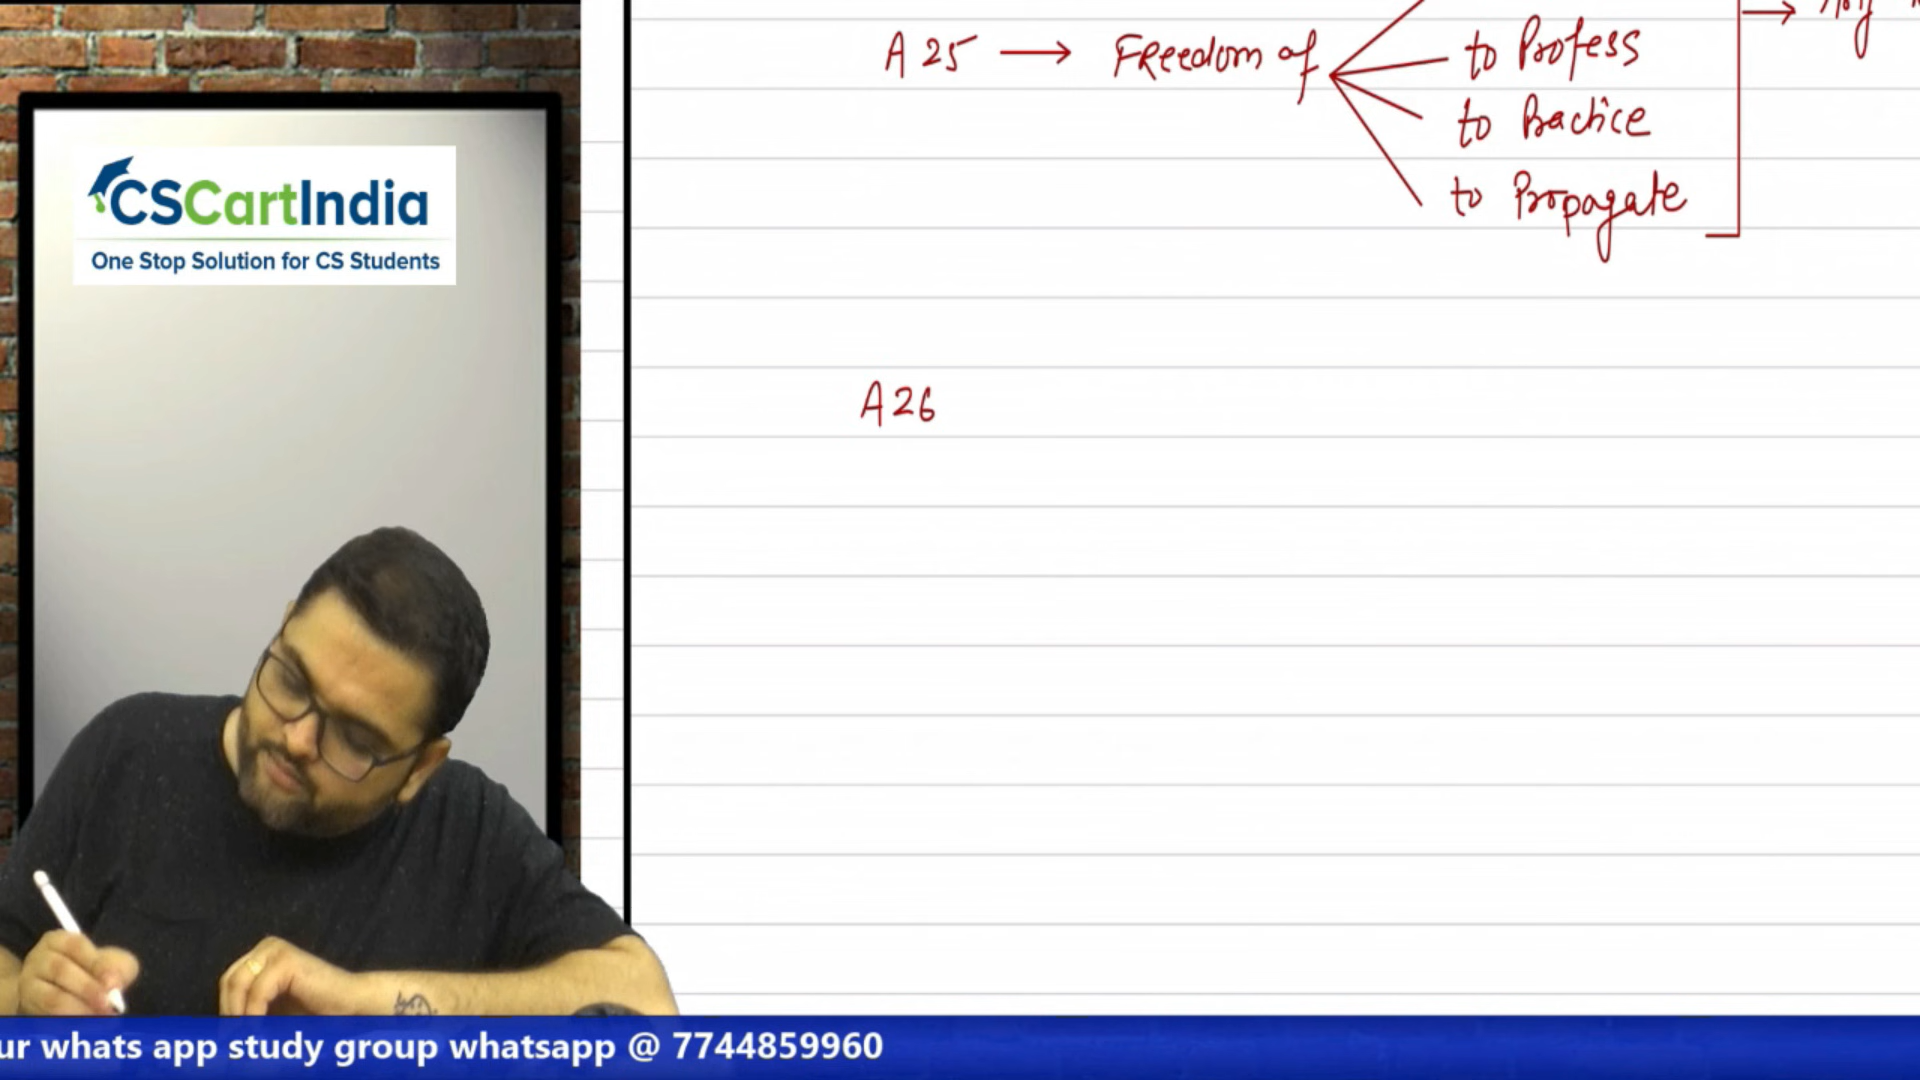 CSCartIndia
One Stop Solution for CS Students
A 25 → Freedom of
to Profess
to Practice
to Propagate
→
A26
ur whats app study group whatsapp @ 7744859960